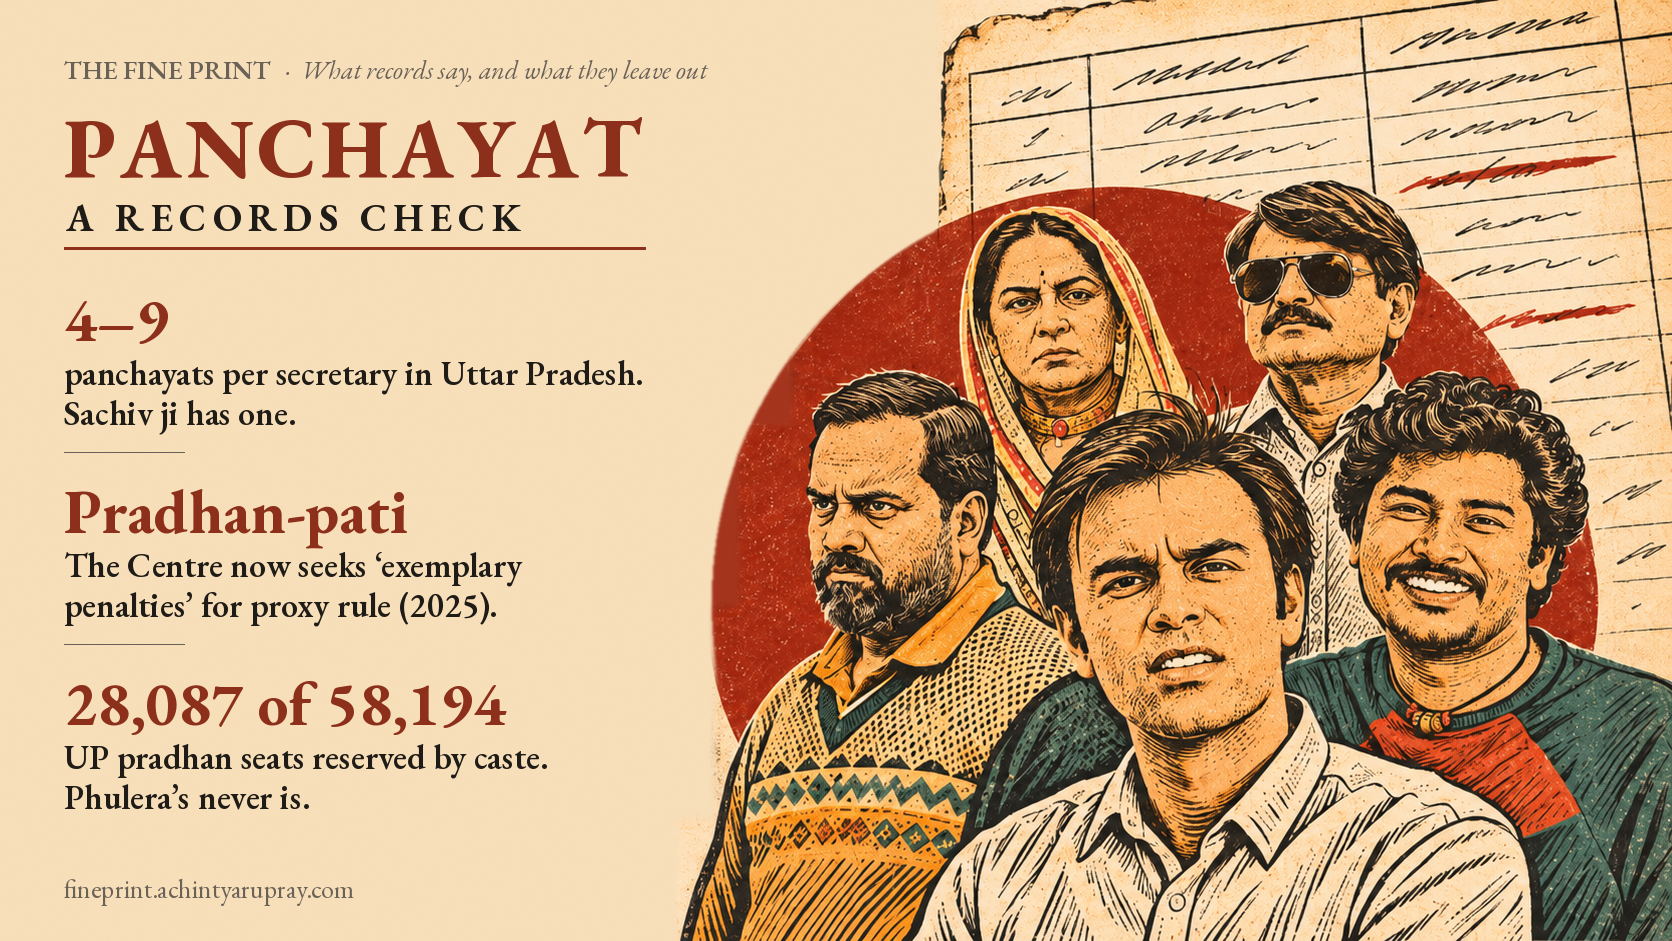 THE FINE PRINT · What records say, and what they leave out
PANCHAYAT
A RECORDS CHECK
4–9
panchayats per secretary in Uttar Pradesh.
Sachiv ji has one.
Pradhan-pati
The Centre now seeks ‘exemplary
penalties’ for proxy rule (2025).
28,087 of 58,194
UP pradhan seats reserved by caste.
Phulera’s never is.
fineprint.achintyarupray.com